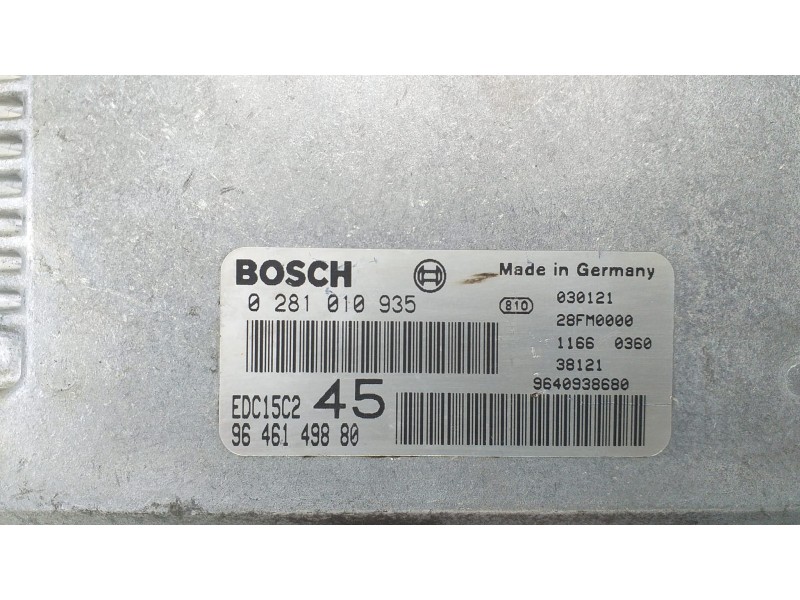 BOSCH
Made in Germany
0 281 010 935
810
030121
28FM0000
1166 0360
38121
9640938680
EDC15C2 45
96 461 498 80